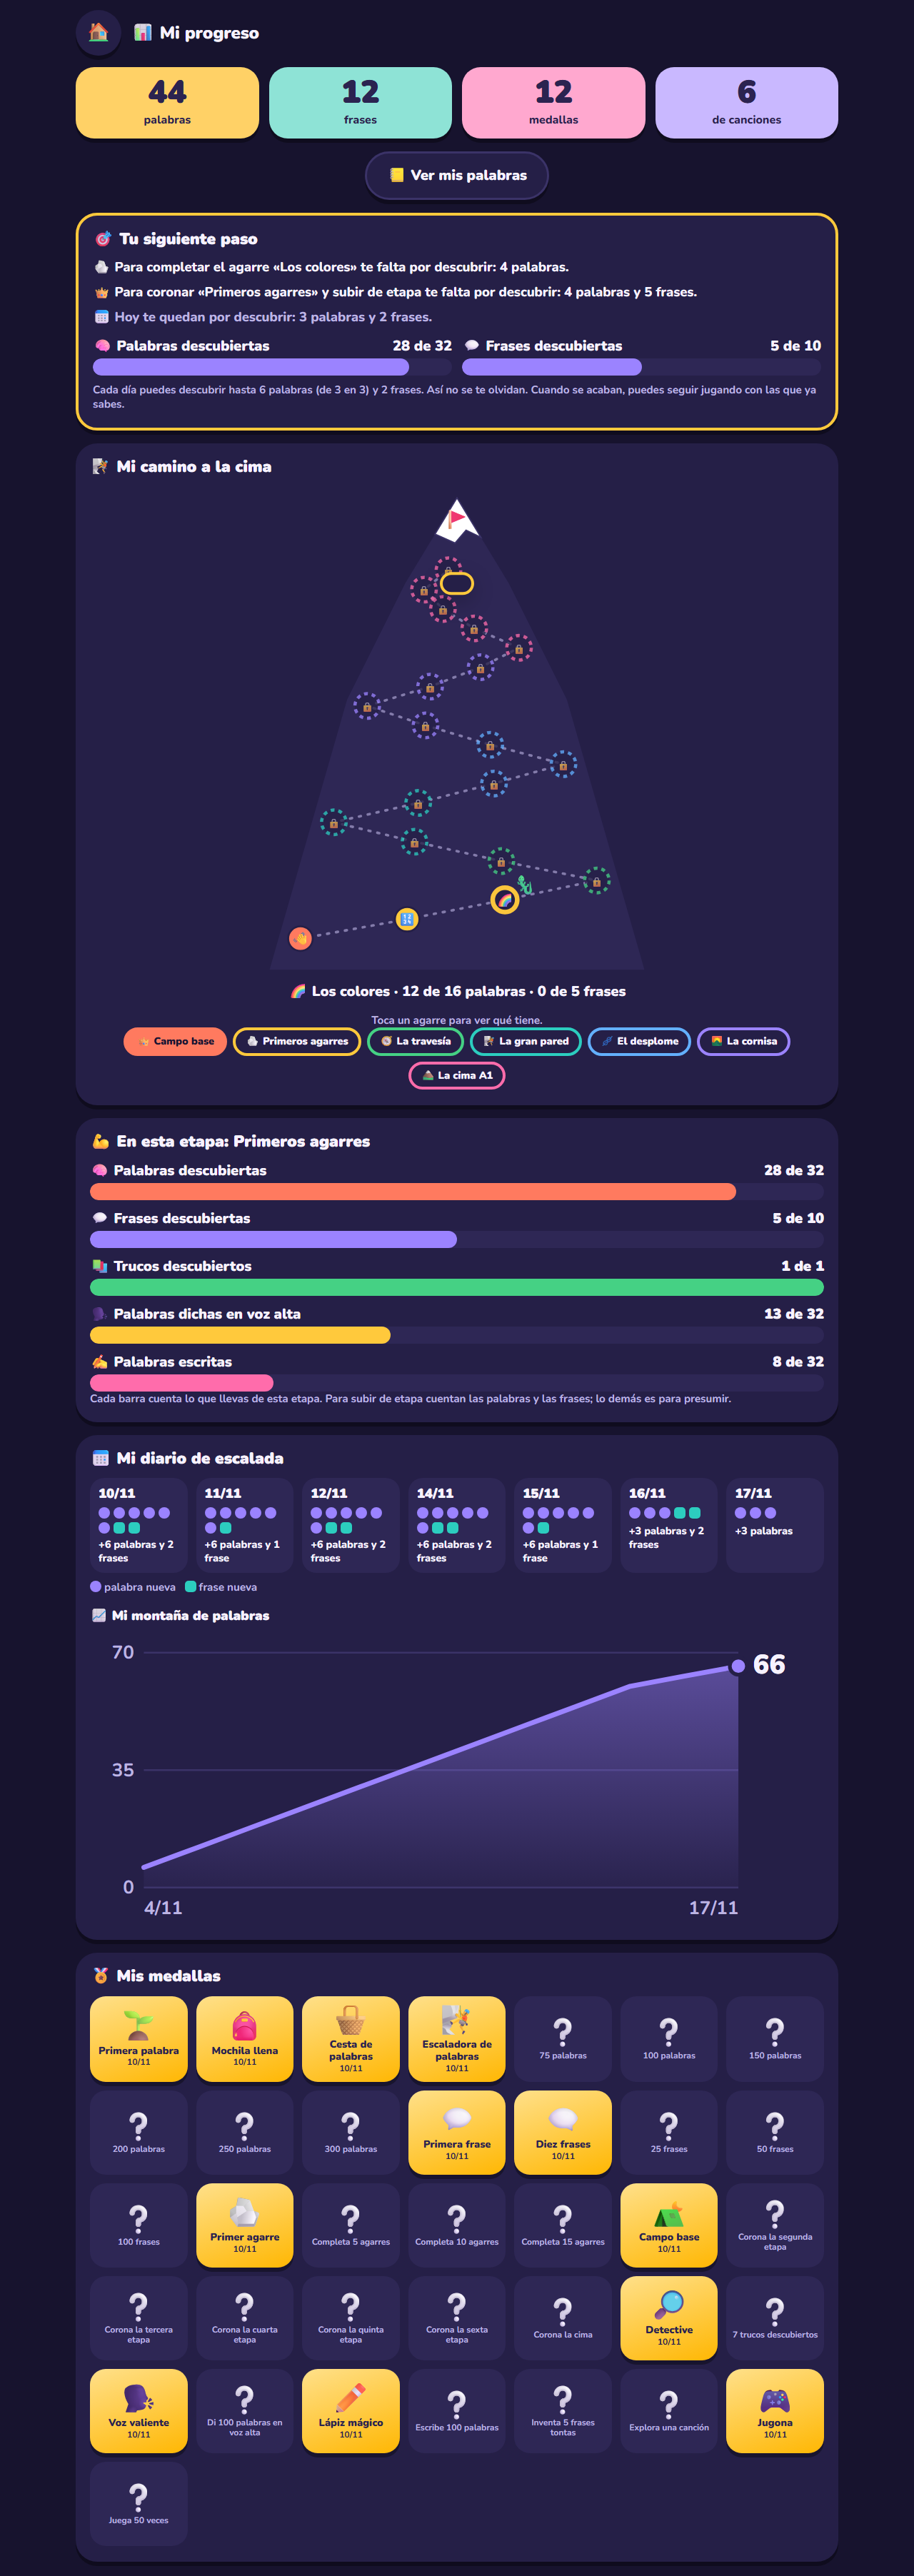 Mi progreso
44
palabras
12
frases
12
medallas
6
de canciones
Ver mis palabras
Tu siguiente paso
Para completar el agarre «Los colores» te falta por descubrir: 4 palabras.
Para coronar «Primeros agarres» y subir de etapa te falta por descubrir: 4 palabras y 5 frases.
Hoy te quedan por descubrir: 3 palabras y 2 frases.
Palabras descubiertas 28 de 32
Frases descubiertas 5 de 10
Cada día puedes descubrir hasta 6 palabras (de 3 en 3) y 2 frases. Así no se te olvidan. Cuando se acaban, puedes seguir jugando con las que ya
sabes.
Mi camino a la cima
Los colores · 12 de 16 palabras · 0 de 5 frases
Toca un agarre para ver qué tiene.
Campo base
Primeros agarres
La travesía
La gran pared
El desplome
La cornisa
La cima A1
En esta etapa: Primeros agarres
Palabras descubiertas 28 de 32
Frases descubiertas 5 de 10
Trucos descubiertos 1 de 1
Palabras dichas en voz alta 13 de 32
Palabras escritas 8 de 32
Cada barra cuenta lo que llevas de esta etapa. Para subir de etapa cuentan las palabras y las frases; lo demás es para presumir.
Mi diario de escalada
10/11
+6 palabras y 2
frases
11/11
+6 palabras y 1
frase
12/11
+6 palabras y 2
frases
14/11
+6 palabras y 2
frases
15/11
+6 palabras y 1
frase
16/11
+3 palabras y 2
frases
17/11
+3 palabras
palabra nueva
frase nueva
Mi montaña de palabras
70
66
35
0
4/11
17/11
Mis medallas
Primera palabra
10/11
Mochila llena
10/11
Cesta de
palabras
10/11
Escaladora de
palabras
10/11
75 palabras
100 palabras
150 palabras
200 palabras
250 palabras
300 palabras
Primera frase
10/11
Diez frases
10/11
25 frases
50 frases
100 frases
Primer agarre
10/11
Completa 5 agarres
Completa 10 agarres
Completa 15 agarres
Campo base
10/11
Corona la segunda
etapa
Corona la tercera
etapa
Corona la cuarta
etapa
Corona la quinta
etapa
Corona la sexta
etapa
Corona la cima
Detective
10/11
7 trucos descubiertos
Voz valiente
10/11
Di 100 palabras en
voz alta
Lápiz mágico
10/11
Escribe 100 palabras
Inventa 5 frases
tontas
Explora una canción
Jugona
10/11
Juega 50 veces